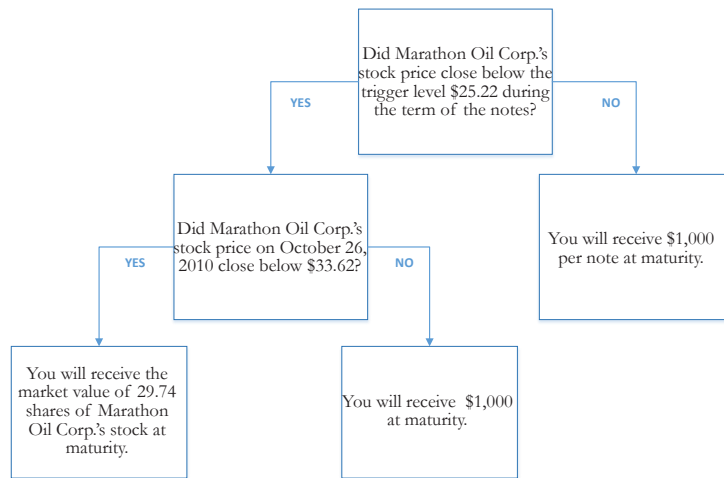 Did Marathon Oil Corp.'s
stock price close below the
trigger level $25.22 during
the term of the notes?
YES
NO
Did Marathon Oil Corp.'s
stock price on October 26,
2010 close below $33.62?
You will receive $1,000
per note at maturity.
YES
NO
You will receive the
market value of 29.74
shares of Marathon
Oil Corp.'s stock at
maturity.
You will receive $1,000
at maturity.